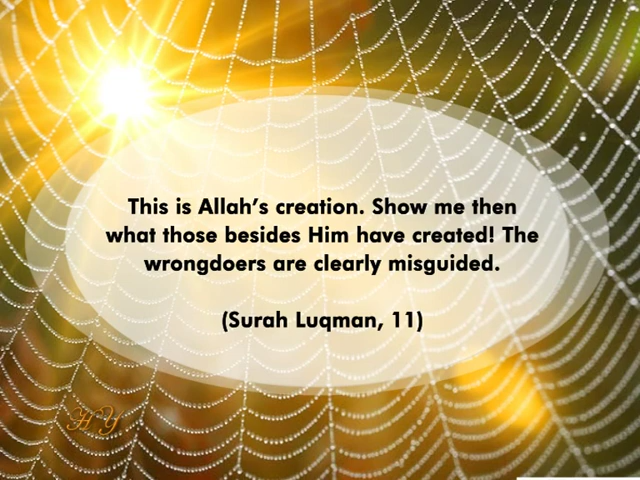 This is Allah's creation. Show me then
what those besides Him have created! The
wrongdoers are clearly misguided.
(Surah Luqman, 11)
H Y